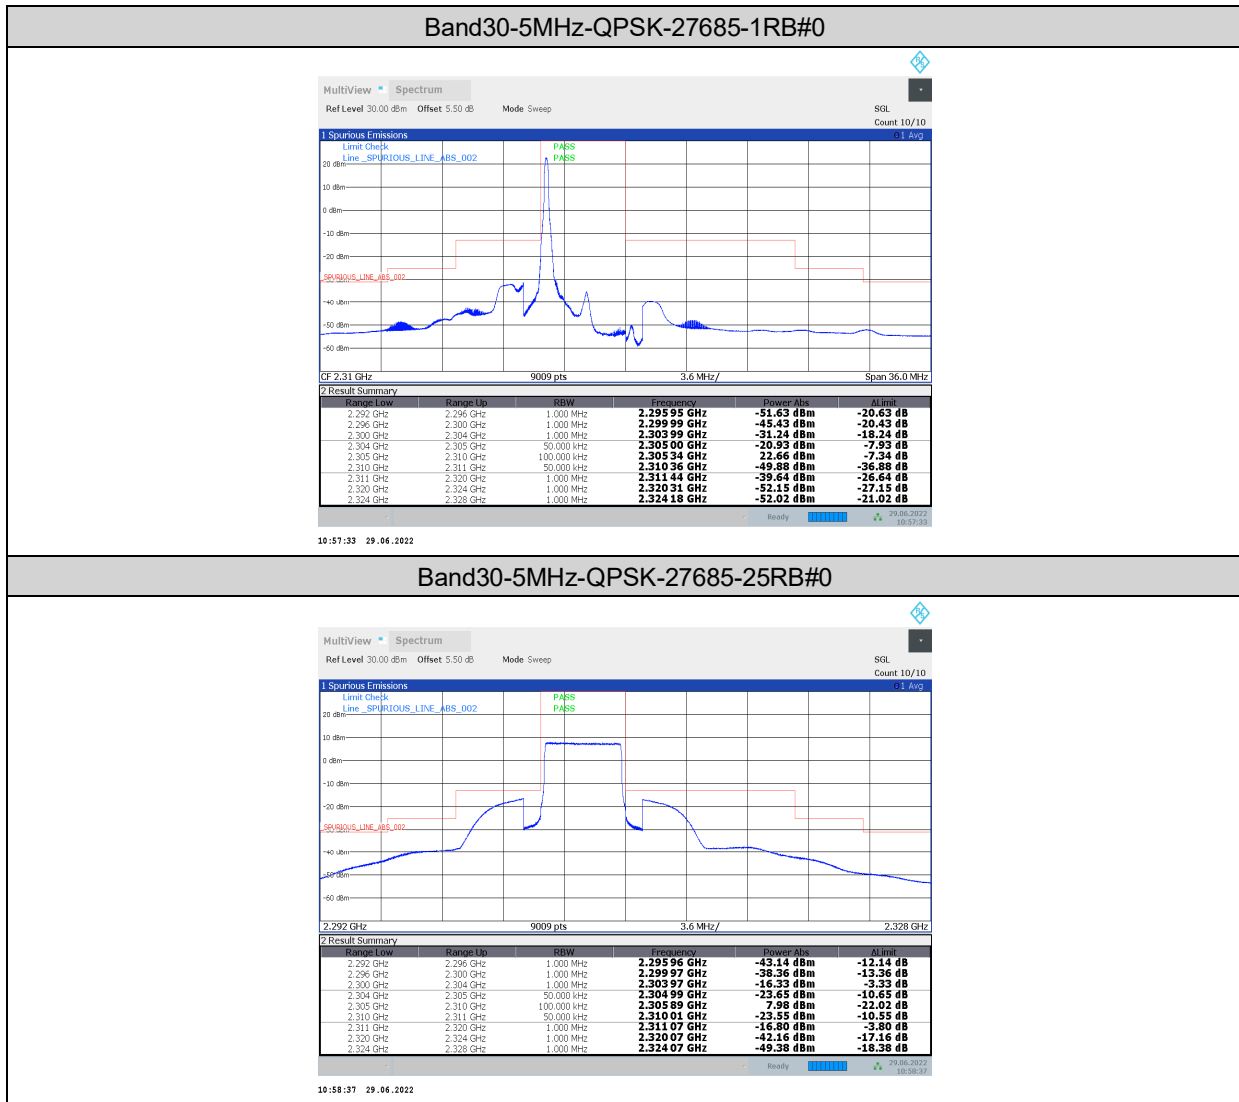 Band30-5MHz-QPSK-27685-1RB#0
MultiView Spectrum
Ref Level 30.00 dBm Offset 5.50 dB Mode Sweep SGL
Count 10/10
1 Spurious Emissions 1 Avg
Limit Check PASS
Line _SPURIOUS_LINE_ABS_002 PASS
20 dBm
10 dBm
0 dBm
-10 dBm
-20 dBm
SPURIOUS_LINE_ABS_002
-40 dBm
-50 dBm
-60 dBm
CF 2.31 GHz 9009 pts 3.6 MHz/ Span 36.0 MHz
2 Result Summary
Range Low Range Up RBW Frequency Power Abs ΔLimit
2.292 GHz 2.296 GHz 1.000 MHz 2.295 95 GHz -51.63 dBm -20.63 dB
2.296 GHz 2.300 GHz 1.000 MHz 2.299 99 GHz -45.43 dBm -20.43 dB
2.300 GHz 2.304 GHz 1.000 MHz 2.303 99 GHz -31.24 dBm -18.24 dB
2.304 GHz 2.305 GHz 50.000 kHz 2.305 00 GHz -20.93 dBm -7.93 dB
2.305 GHz 2.310 GHz 100.000 kHz 2.305 34 GHz 22.66 dBm -7.34 dB
2.310 GHz 2.311 GHz 50.000 kHz 2.310 36 GHz -49.88 dBm -36.88 dB
2.311 GHz 2.320 GHz 1.000 MHz 2.311 44 GHz -39.64 dBm -26.64 dB
2.320 GHz 2.324 GHz 1.000 MHz 2.320 31 GHz -52.15 dBm -27.15 dB
2.324 GHz 2.328 GHz 1.000 MHz 2.324 18 GHz -52.02 dBm -21.02 dB
Ready 29.06.2022
10:57:33
10:57:33 29.06.2022
Band30-5MHz-QPSK-27685-25RB#0
MultiView Spectrum
Ref Level 30.00 dBm Offset 5.50 dB Mode Sweep SGL
Count 10/10
1 Spurious Emissions 1 Avg
Limit Check PASS
Line _SPURIOUS_LINE_ABS_002 PASS
20 dBm
10 dBm
0 dBm
-10 dBm
-20 dBm
SPURIOUS_LINE_ABS_002
-40 dBm
-50 dBm
-60 dBm
2.292 GHz 9009 pts 3.6 MHz/ 2.328 GHz
2 Result Summary
Range Low Range Up RBW Frequency Power Abs ΔLimit
2.292 GHz 2.296 GHz 1.000 MHz 2.295 96 GHz -43.14 dBm -12.14 dB
2.296 GHz 2.300 GHz 1.000 MHz 2.299 97 GHz -38.36 dBm -13.36 dB
2.300 GHz 2.304 GHz 1.000 MHz 2.303 97 GHz -16.33 dBm -3.33 dB
2.304 GHz 2.305 GHz 50.000 kHz 2.304 99 GHz -23.65 dBm -10.65 dB
2.305 GHz 2.310 GHz 100.000 kHz 2.305 89 GHz 7.98 dBm -22.02 dB
2.310 GHz 2.311 GHz 50.000 kHz 2.310 01 GHz -23.55 dBm -10.55 dB
2.311 GHz 2.320 GHz 1.000 MHz 2.311 07 GHz -16.80 dBm -3.80 dB
2.320 GHz 2.324 GHz 1.000 MHz 2.320 07 GHz -42.16 dBm -17.16 dB
2.324 GHz 2.328 GHz 1.000 MHz 2.324 07 GHz -49.38 dBm -18.38 dB
Ready 29.06.2022
10:58:37
10:58:37 29.06.2022